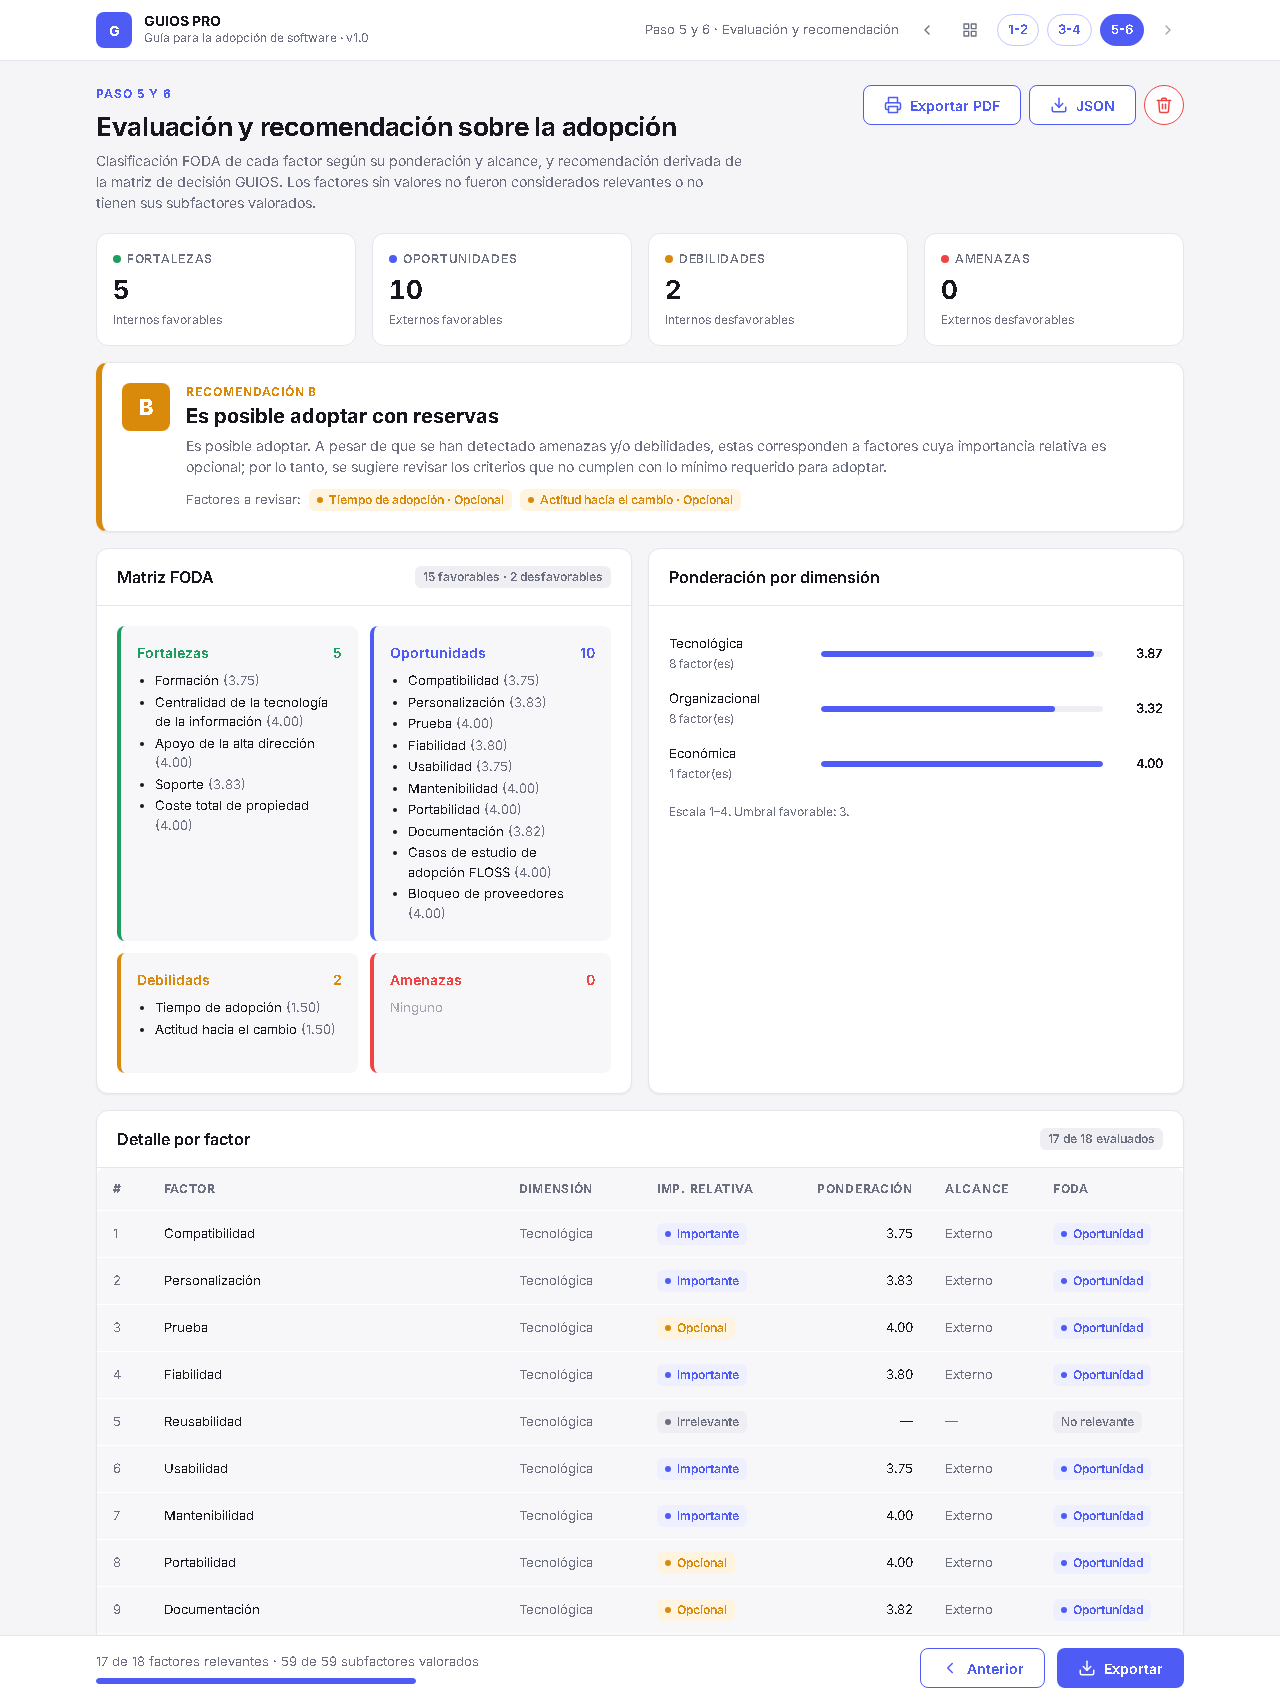 G
GUIOS PRO
Guía para la adopción de software · v1.0
Paso 5 y 6 · Evaluación y recomendación
1-2
3-4
5-6
PASO 5 Y 6
Evaluación y recomendación sobre la adopción
Clasificación FODA de cada factor según su ponderación y alcance, y recomendación derivada de
la matriz de decisión GUIOS. Los factores sin valores no fueron considerados relevantes o no
tienen sus subfactores valorados.
Exportar PDF
JSON
FORTALEZAS
5
Internos favorables
OPORTUNIDADES
10
Externos favorables
DEBILIDADES
2
Internos desfavorables
AMENAZAS
0
Externos desfavorables
B
RECOMENDACIÓN B
Es posible adoptar con reservas
Es posible adoptar. A pesar de que se han detectado amenazas y/o debilidades, estas corresponden a factores cuya importancia relativa es
opcional; por lo tanto, se sugiere revisar los criterios que no cumplen con lo mínimo requerido para adoptar.
Factores a revisar: Tiempo de adopción · Opcional Actitud hacia el cambio · Opcional
Matriz FODA
15 favorables · 2 desfavorables
Fortalezas 5
Formación (3.75)
Centralidad de la tecnología
de la información (4.00)
Apoyo de la alta dirección
(4.00)
Soporte (3.83)
Coste total de propiedad
(4.00)
Oportunidads 10
Compatibilidad (3.75)
Personalización (3.83)
Prueba (4.00)
Fiabilidad (3.80)
Usabilidad (3.75)
Mantenibilidad (4.00)
Portabilidad (4.00)
Documentación (3.82)
Casos de estudio de
adopción FLOSS (4.00)
Bloqueo de proveedores
(4.00)
Debilidads 2
Tiempo de adopción (1.50)
Actitud hacia el cambio (1.50)
Amenazas 0
Ninguno
Ponderación por dimensión
Tecnológica
8 factor(es)
3.87
Organizacional
8 factor(es)
3.32
Económica
1 factor(es)
4.00
Escala 1–4. Umbral favorable: 3.
Detalle por factor
17 de 18 evaluados
# FACTOR DIMENSIÓN IMP. RELATIVA PONDERACIÓN ALCANCE FODA
1 Compatibilidad Tecnológica Importante 3.75 Externo Oportunidad
2 Personalización Tecnológica Importante 3.83 Externo Oportunidad
3 Prueba Tecnológica Opcional 4.00 Externo Oportunidad
4 Fiabilidad Tecnológica Importante 3.80 Externo Oportunidad
5 Reusabilidad Tecnológica Irrelevante — — No relevante
6 Usabilidad Tecnológica Importante 3.75 Externo Oportunidad
7 Mantenibilidad Tecnológica Importante 4.00 Externo Oportunidad
8 Portabilidad Tecnológica Opcional 4.00 Externo Oportunidad
9 Documentación Tecnológica Opcional 3.82 Externo Oportunidad
17 de 18 factores relevantes · 59 de 59 subfactores valorados
Anterior
Exportar